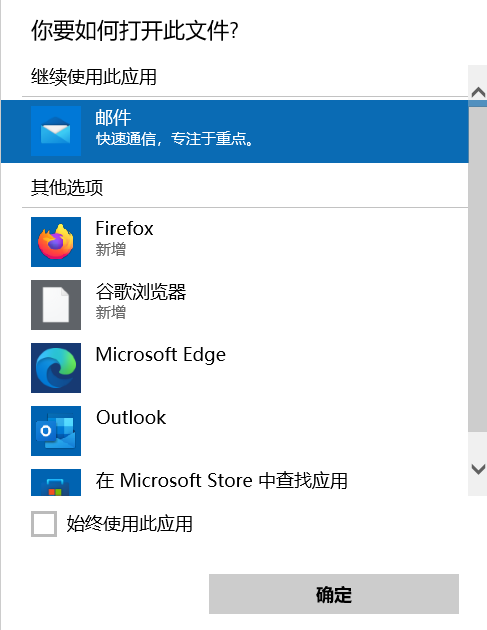 你要如何打开此文件?
继续使用此应用
邮件
快速通信，专注于重点。
其他选项
Firefox
新增
谷歌浏览器
新增
Microsoft Edge
Outlook
在 Microsoft Store 中查找应用
始终使用此应用
确定